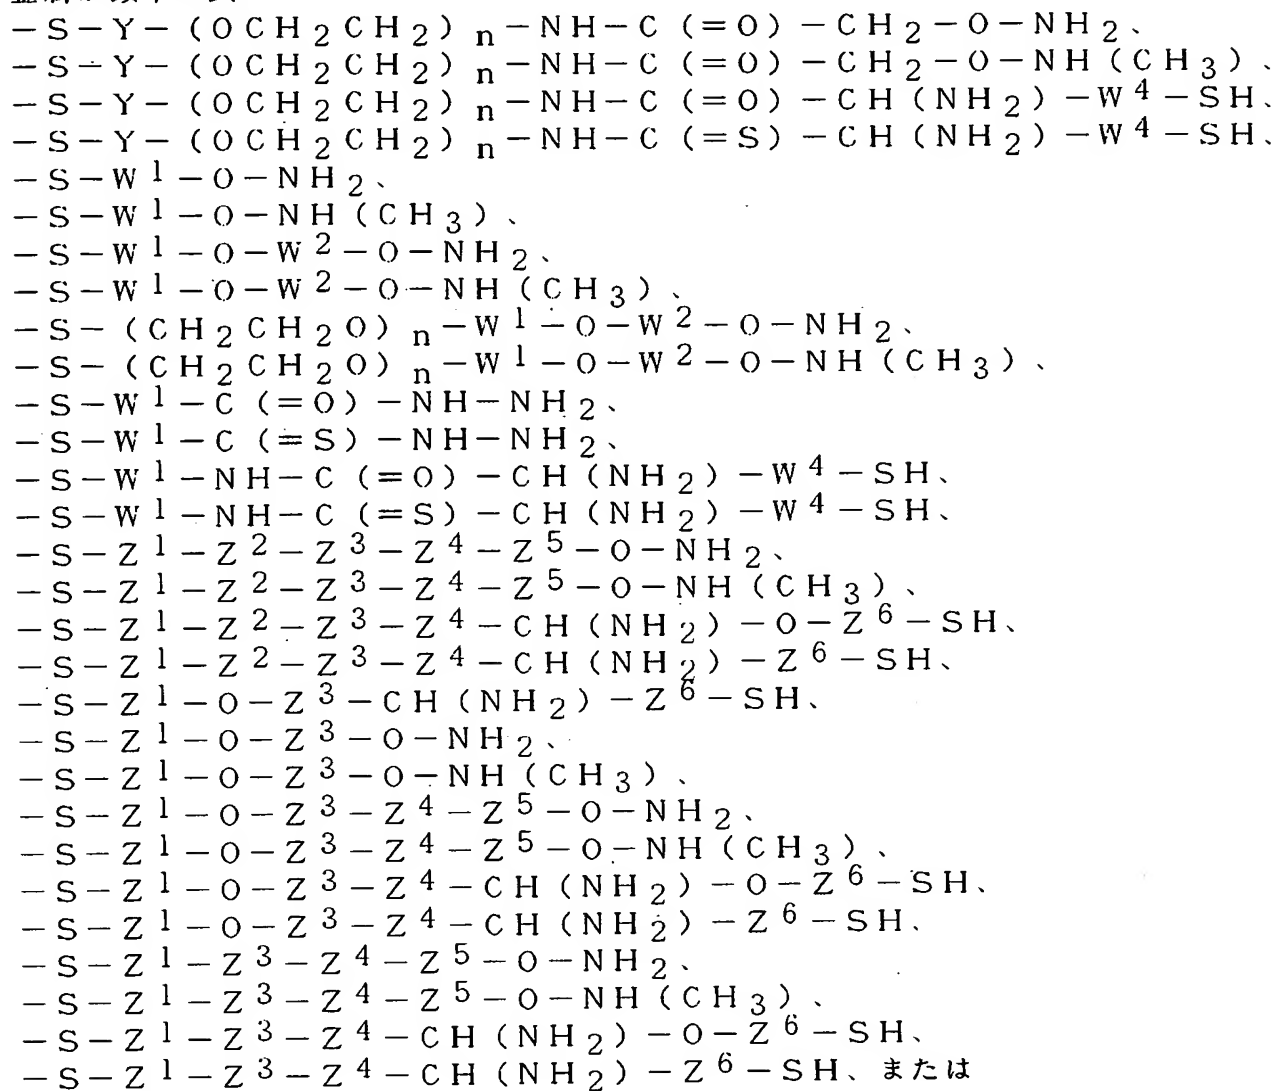 －S－Y－（OCH₂CH₂）ₙ－NH－C（＝O）－CH₂－O－NH₂、
－S－Y－（OCH₂CH₂）ₙ－NH－C（＝O）－CH₂－O－NH（CH₃）、
－S－Y－（OCH₂CH₂）ₙ－NH－C（＝O）－CH（NH₂）－W⁴－SH、
－S－Y－（OCH₂CH₂）ₙ－NH－C（＝S）－CH（NH₂）－W⁴－SH、
－S－W¹－O－NH₂、
－S－W¹－O－NH（CH₃）、
－S－W¹－O－W²－O－NH₂、
－S－W¹－O－W²－O－NH（CH₃）、
－S－（CH₂CH₂O）ₙ－W¹－O－W²－O－NH₂、
－S－（CH₂CH₂O）ₙ－W¹－O－W²－O－NH（CH₃）、
－S－W¹－C（＝O）－NH－NH₂、
－S－W¹－C（＝S）－NH－NH₂、
－S－W¹－NH－C（＝O）－CH（NH₂）－W⁴－SH、
－S－W¹－NH－C（＝S）－CH（NH₂）－W⁴－SH、
－S－Z¹－Z²－Z³－Z⁴－Z⁵－O－NH₂、
－S－Z¹－Z²－Z³－Z⁴－Z⁵－O－NH（CH₃）、
－S－Z¹－Z²－Z³－Z⁴－CH（NH₂）－O－Z⁶－SH、
－S－Z¹－Z²－Z³－Z⁴－CH（NH₂）－Z⁶－SH、
－S－Z¹－O－Z³－CH（NH₂）－Z⁶－SH、
－S－Z¹－O－Z³－O－NH₂、
－S－Z¹－O－Z³－O－NH（CH₃）、
－S－Z¹－O－Z³－Z⁴－Z⁵－O－NH₂、
－S－Z¹－O－Z³－Z⁴－Z⁵－O－NH（CH₃）、
－S－Z¹－O－Z³－Z⁴－CH（NH₂）－O－Z⁶－SH、
－S－Z¹－O－Z³－Z⁴－CH（NH₂）－Z⁶－SH、
－S－Z¹－Z³－Z⁴－Z⁵－O－NH₂、
－S－Z¹－Z³－Z⁴－Z⁵－O－NH（CH₃）、
－S－Z¹－Z³－Z⁴－CH（NH₂）－O－Z⁶－SH、
－S－Z¹－Z³－Z⁴－CH（NH₂）－Z⁶－SH、または